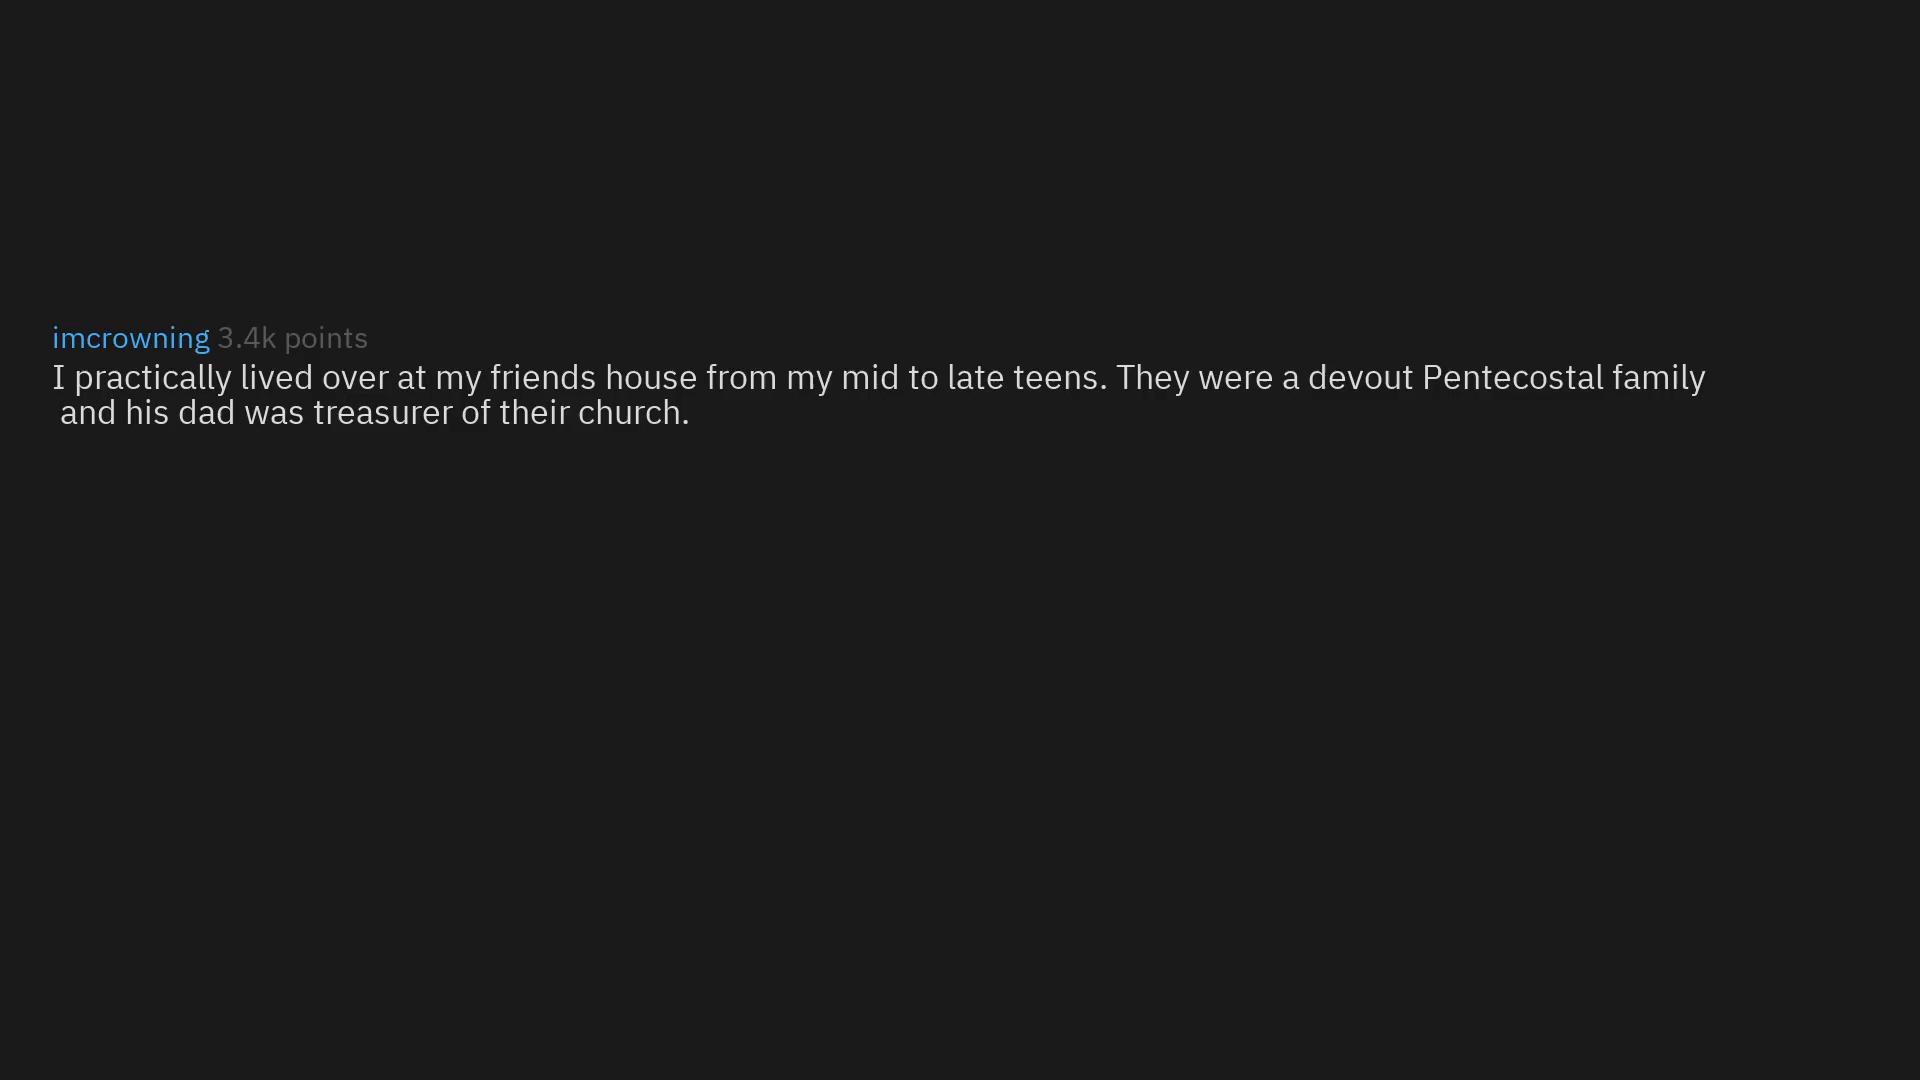 imcrowning 3.4k points
I practically lived over at my friends house from my mid to late teens. They were a devout Pentecostal family
and his dad was treasurer of their church.